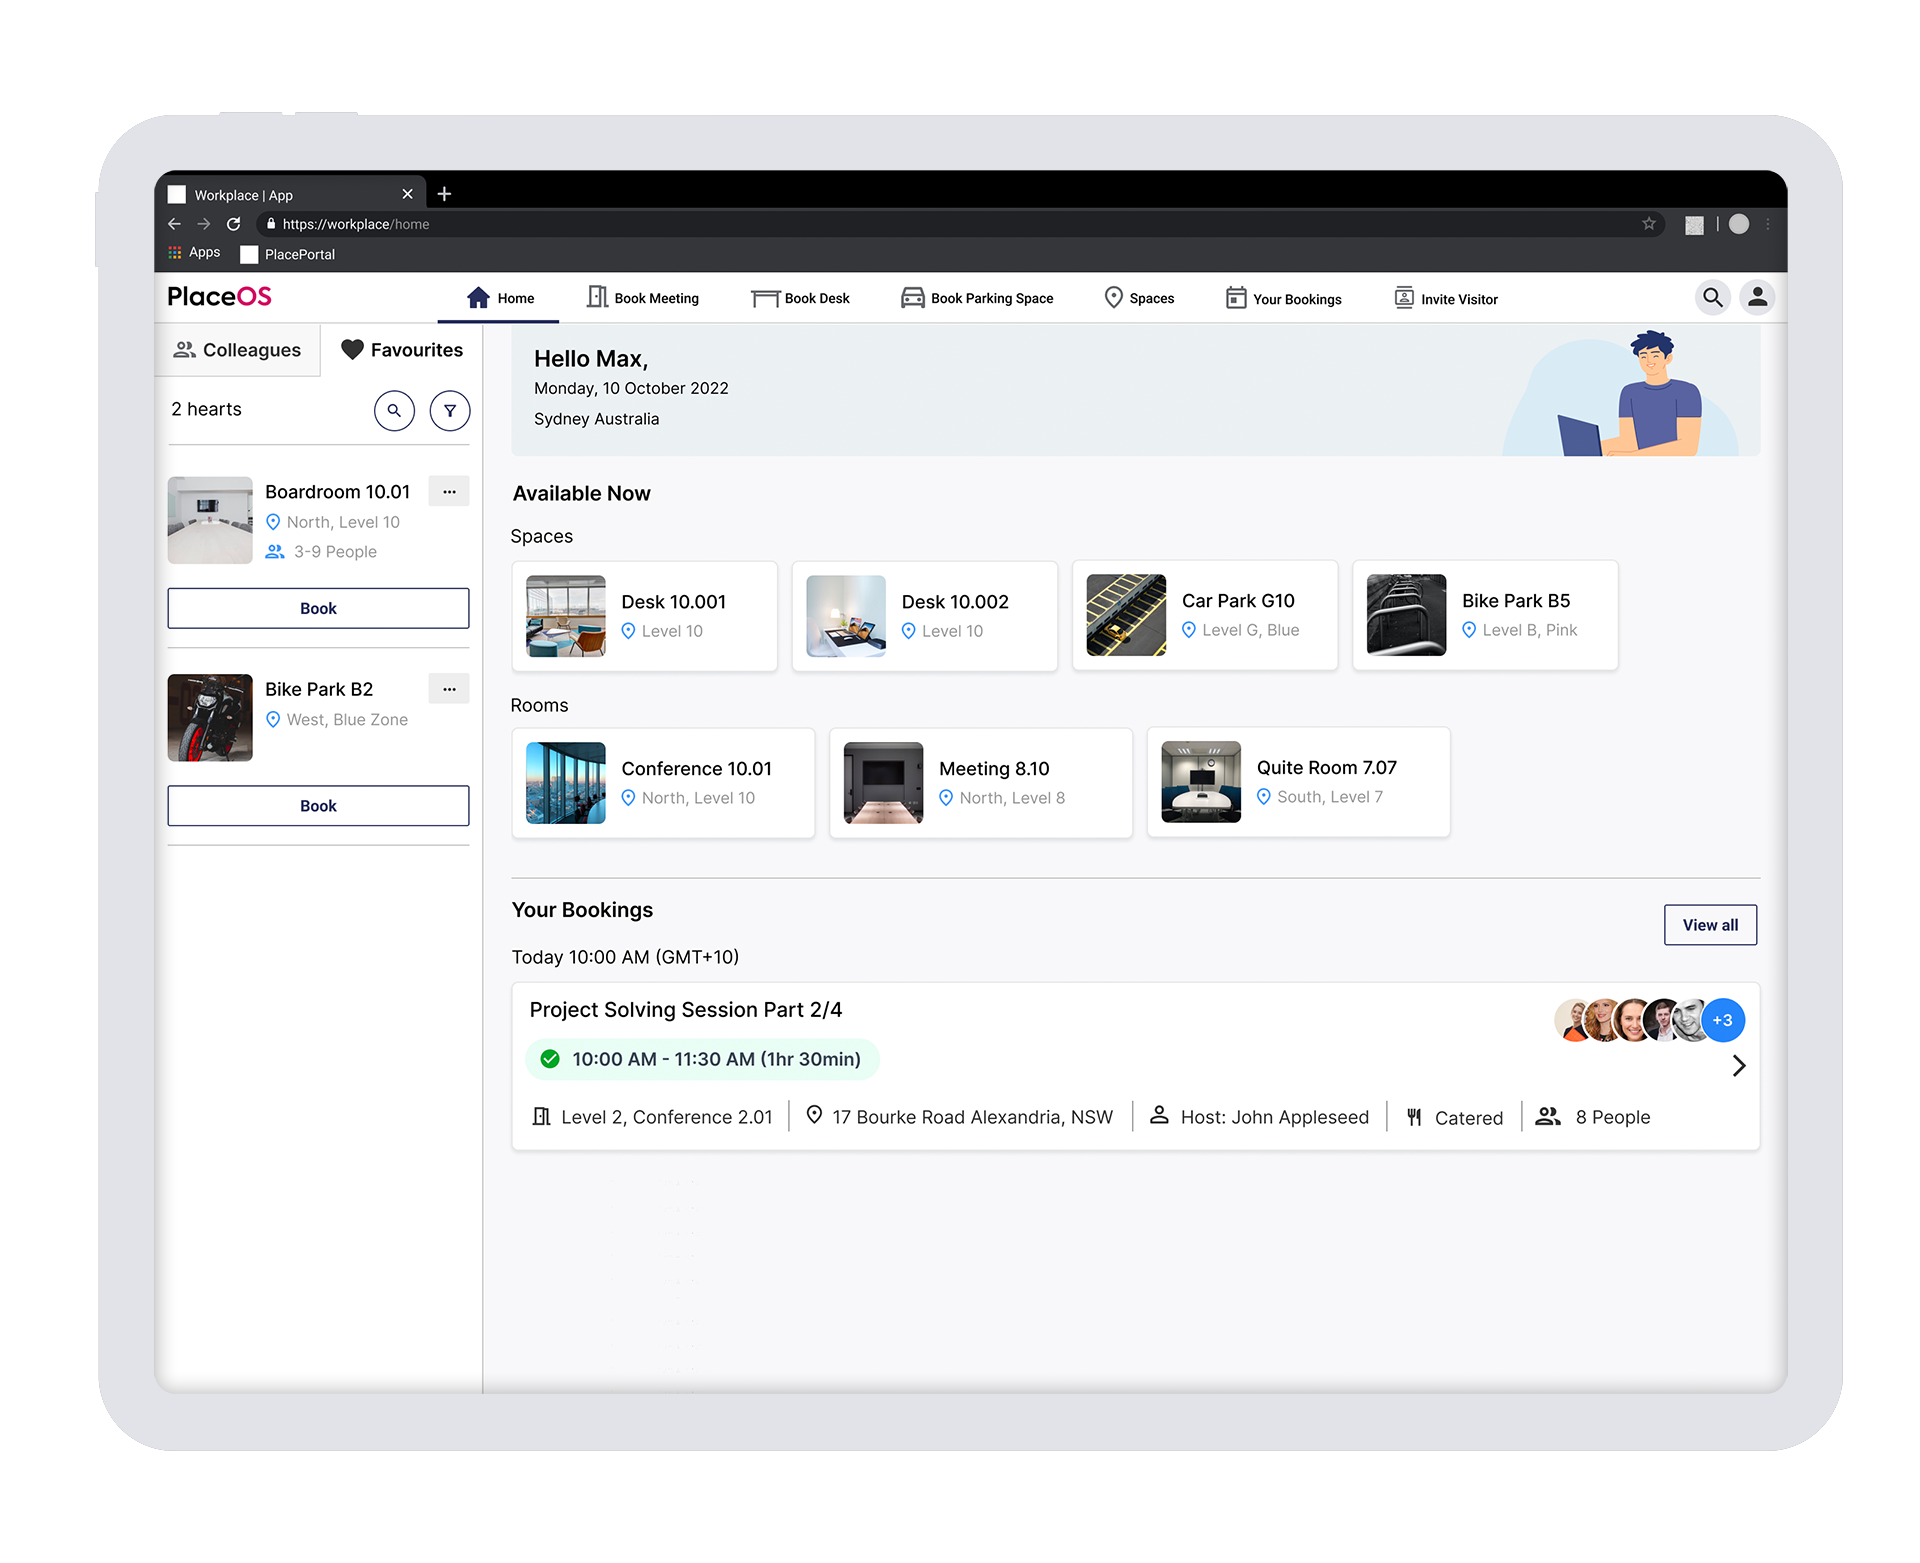 Workplace | App
https://workplace/home
Apps
PlacePortal
PlaceOS
Home
Book Meeting
Book Desk
Book Parking Space
Spaces
Your Bookings
Invite Visitor
Colleagues
Favourites
2 hearts
Boardroom 10.01
North, Level 10
3-9 People
Book
Bike Park B2
West, Blue Zone
Book
Hello Max,
Monday, 10 October 2022
Sydney Australia
Available Now
Spaces
Desk 10.001
Level 10
Desk 10.002
Level 10
Car Park G10
Level G, Blue
Bike Park B5
Level B, Pink
Rooms
Conference 10.01
North, Level 10
Meeting 8.10
North, Level 8
Quite Room 7.07
South, Level 7
Your Bookings
View all
Today 10:00 AM (GMT+10)
Project Solving Session Part 2/4
+3
10:00 AM - 11:30 AM (1hr 30min)
Level 2, Conference 2.01
17 Bourke Road Alexandria, NSW
Host: John Appleseed
Catered
8 People